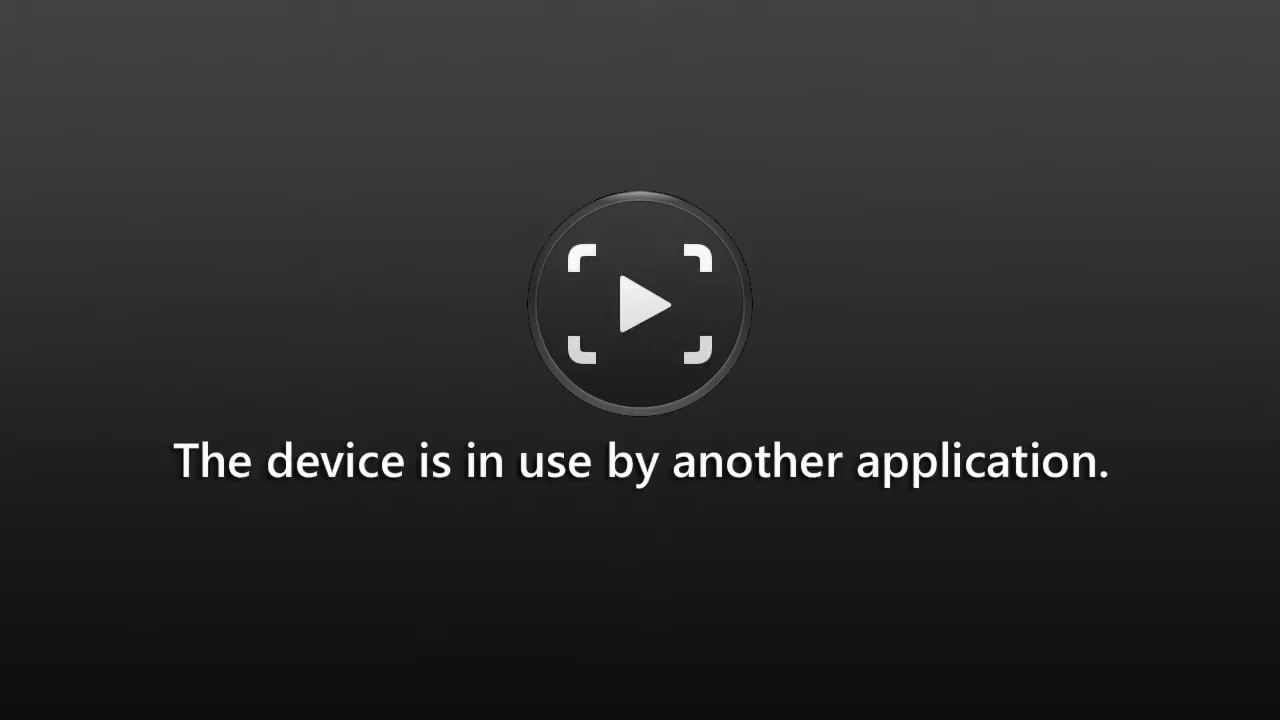 The device is in use by another application.